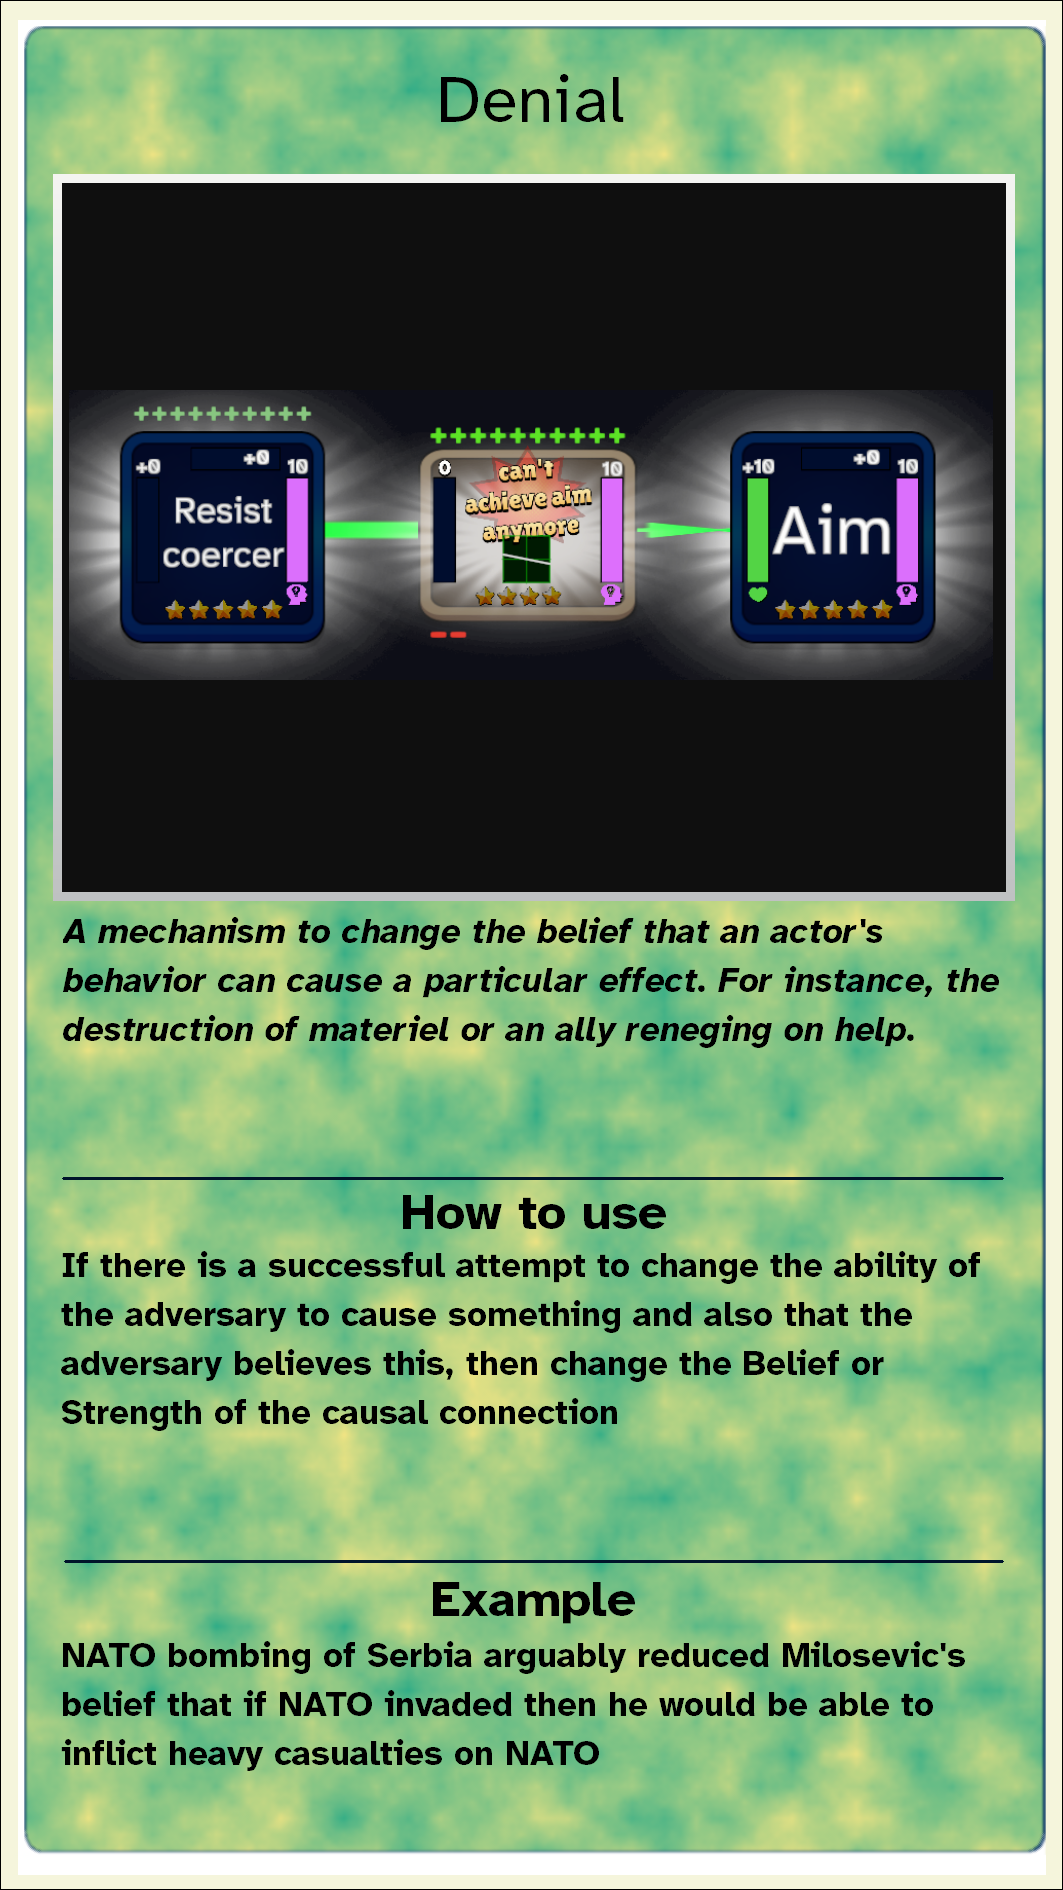 Denial
++++++++++
++++++++++
+0 +0 10
0 can't 10
+10 +0 10
achieve aim
Resist
anymore
Aim
coercer
A mechanism to change the belief that an actor's
behavior can cause a particular effect. For instance, the
destruction of materiel or an ally reneging on help.
How to use
If there is a successful attempt to change the ability of
the adversary to cause something and also that the
adversary believes this, then change the Belief or
Strength of the causal connection
Example
NATO bombing of Serbia arguably reduced Milosevic's
belief that if NATO invaded then he would be able to
inflict heavy casualties on NATO